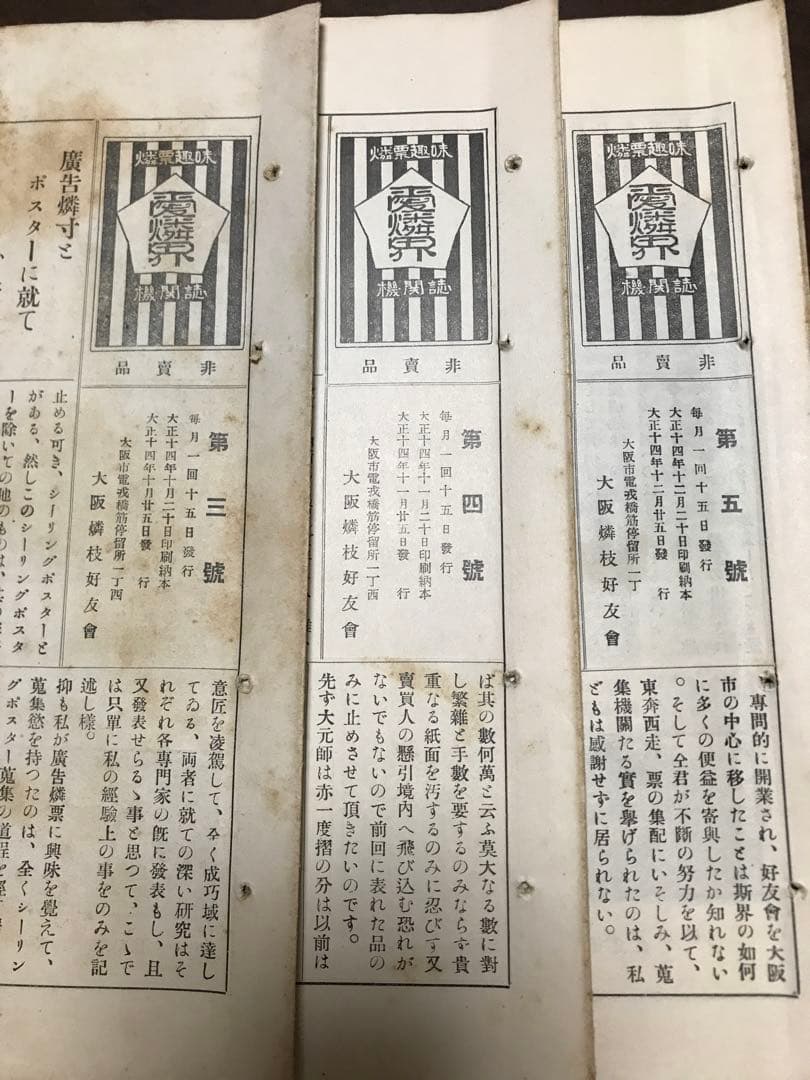 燐票趣味
愛燐界
機関誌
非賣品
第三號
毎月一回十五日發行
大正十四年十月二十日印刷納本
大正十四年十月廿五日發行
大阪市電戎橋筋停留所一丁西
大阪燐枝好友會
廣告燐寸と
ポスターに就て
止める可き、シーリングポスターと
がある、然しこのシーリングポスタ
ーを除いての他のものは、
意匠を凌駕して、全く成巧域に達し
てゐる、両者に就ての深い研究はそ
れぞれ各專門家の既に發表もし、且
又發表せらるゝ事と思つて、こゝで
は只單に私の經驗上の事をのみを記
述し樣。
抑も私が廣告燐票に興味を覺えて、
蒐集慾を持つたのは、全くシーリン
グポスター蒐集の道程を經
燐票趣味
愛燐界
機関誌
非賣品
第四號
毎月一回十五日發行
大正十四年十一月二十日印刷納本
大正十四年十一月廿五日發行
大阪市電戎橋筋停留所一丁西
大阪燐枝好友會
ば其の數何萬と云ふ莫大なる數に對
し繁雜と手數を要するのみならず貴
重なる紙面を汚するのみに忍びず又
賣買人の懸引境內へ飛び込む恐れが
ないでもないので前回に表れた品の
みに止めさせて頂きたいのです。
先ず大元師は赤一度摺の分は以前は
燐票趣味
愛燐界
機関誌
非賣品
第五號
毎月一回十五日發行
大正十四年十二月二十日印刷納本
大正十四年十二月廿五日發行
大阪市電戎橋筋停留所一丁
大阪燐枝好友會
專問的に開業され、好友會を大阪
市の中心に移したことは斯界の如何
に多くの便益を寄與したか知れない
。そして仝君が不斷の努力を以て、
東奔西走、票の集配にいそしみ、蒐
集機關たる實を擧げられたのは、私
どもは感謝せずに居られない。